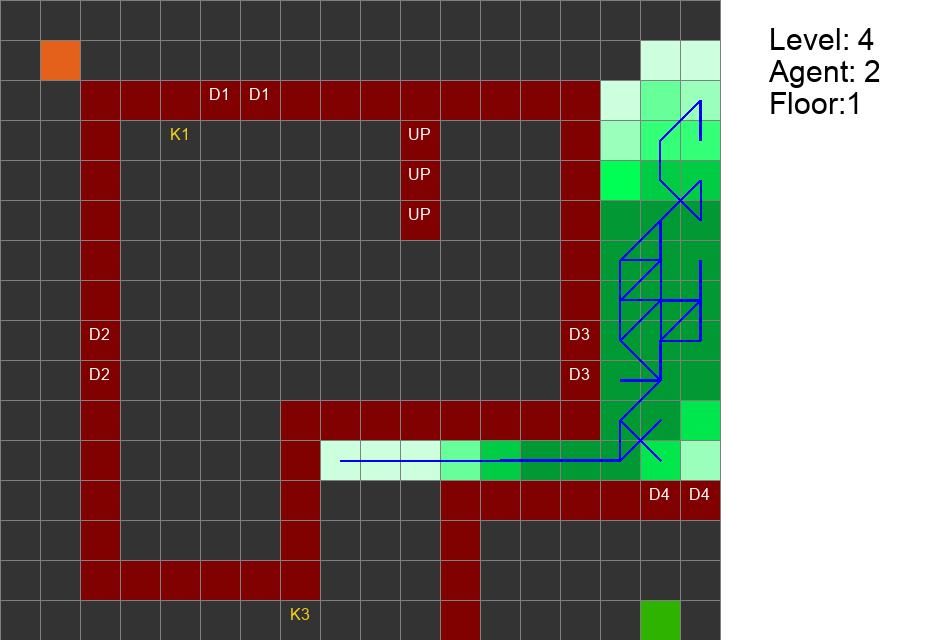 Level: 4
Agent: 2
Floor:1
D1 D1
K1 UP
UP
UP
D2 D3
D2 D3
D4 D4
K3